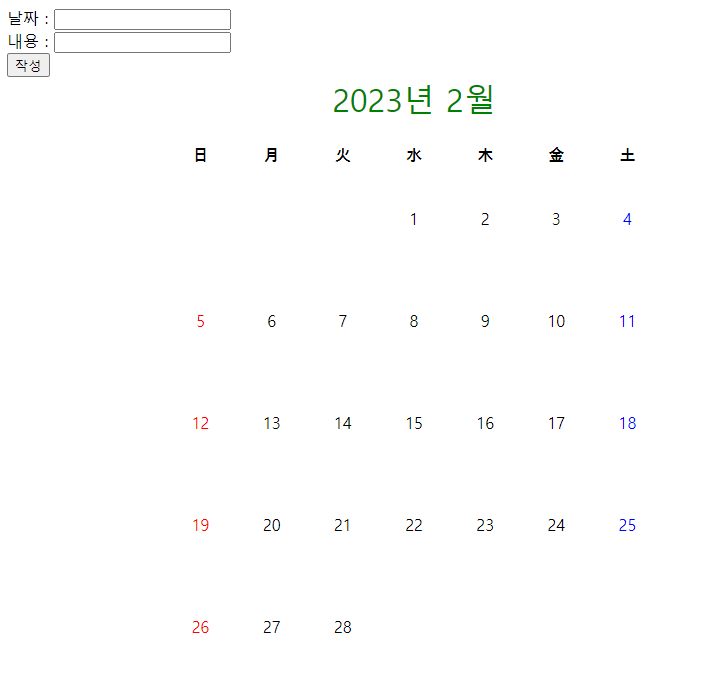 날짜 :
내용 :
작성
2023년 2월
日 月 火 水 木 金 土
1 2 3 4
5 6 7 8 9 10 11
12 13 14 15 16 17 18
19 20 21 22 23 24 25
26 27 28